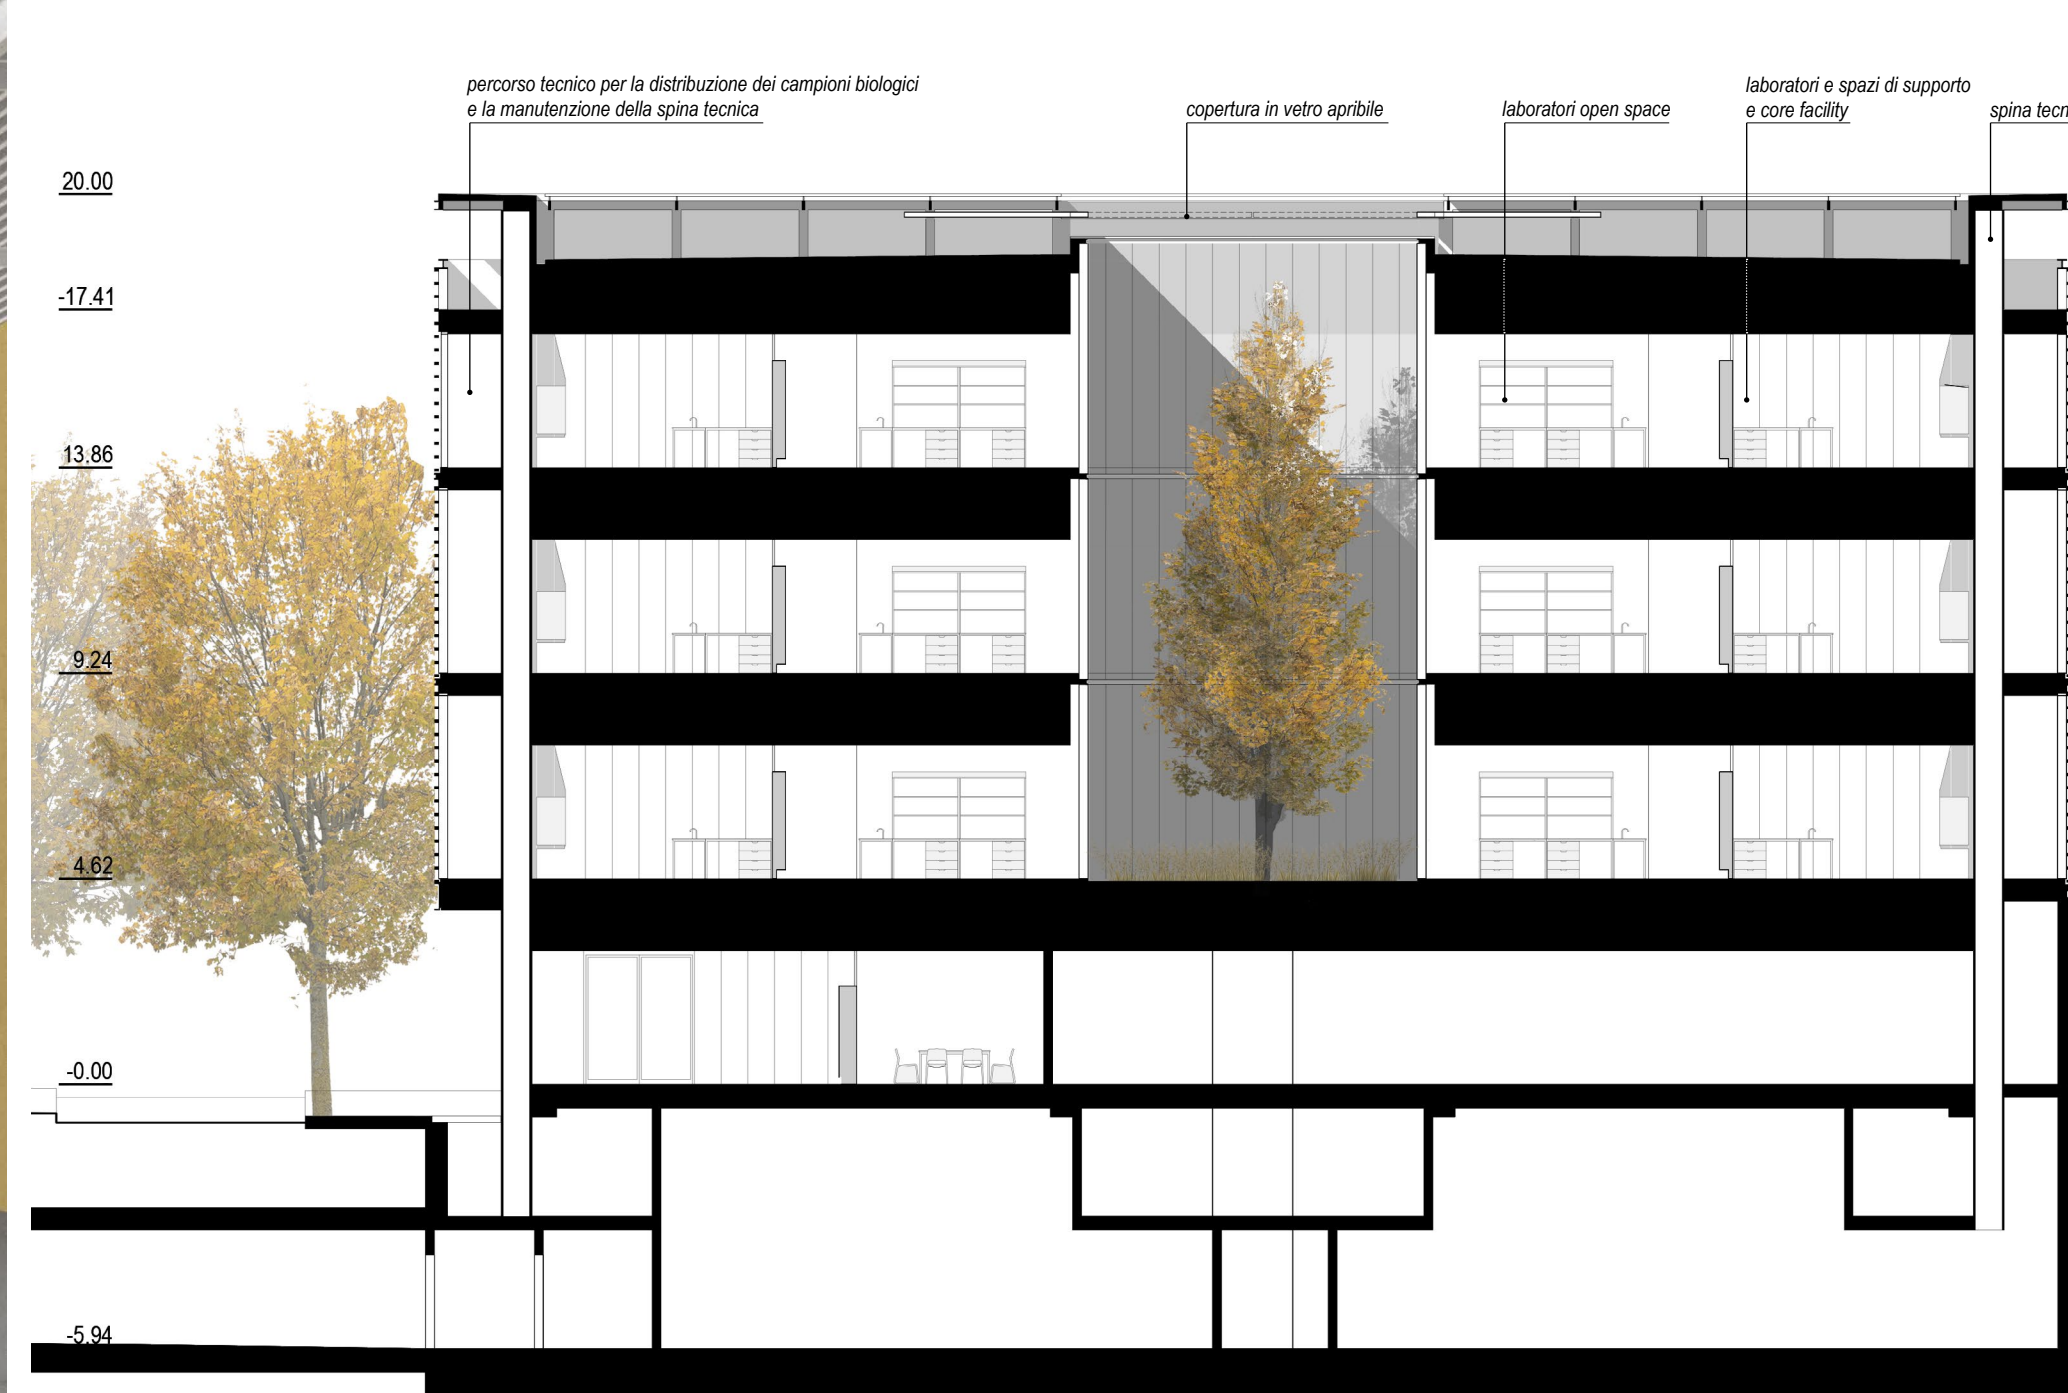 percorso tecnico per la distribuzione dei campioni biologici
e la manutenzione della spina tecnica
copertura in vetro apribile
laboratori open space
laboratori e spazi di supporto
e core facility
spina
20.00
-17.41
13.86
9.24
4.62
-0.00
-5.94